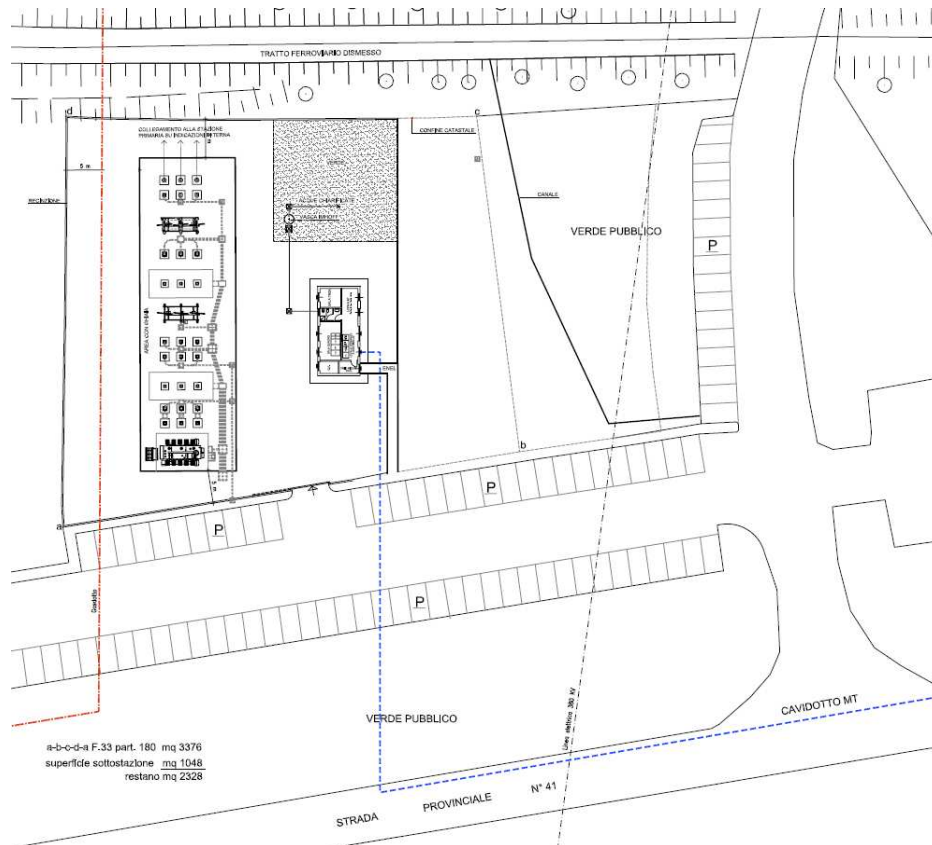 TRATTO FERROVIARIO DISMESSO
d
c
COLLEGAMENTO ALLA STAZIONE
PRIMARIA SU INDICAZIONE TERNA
CONFINE CATASTALE
5 m
VERDE
RECINZIONE
ACQUE CHIARIFICATE
VASCA IMHOFF
CANALE
VERDE PUBBLICO
P
AREA CON GHIAIA
ENEL
b
P
a
P
P
Gasdotto
Linea elettrica 380 KV
VERDE PUBBLICO
CAVIDOTTO MT
a-b-c-d-a F.33 part. 180 mq 3376
superficie sottostazione mq 1048
restano mq 2328
STRADA PROVINCIALE N° 41